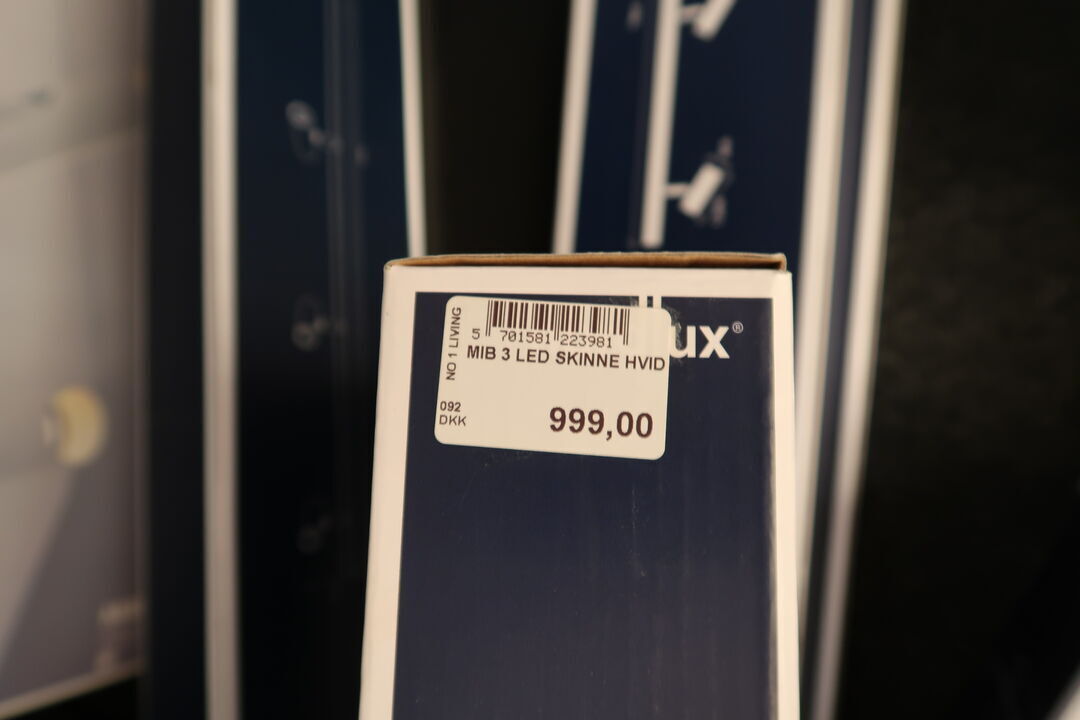 5 701581 223981
NO 1 LIVING
MIB 3 LED SKINNE HVID
092
DKK
999,00
ux®